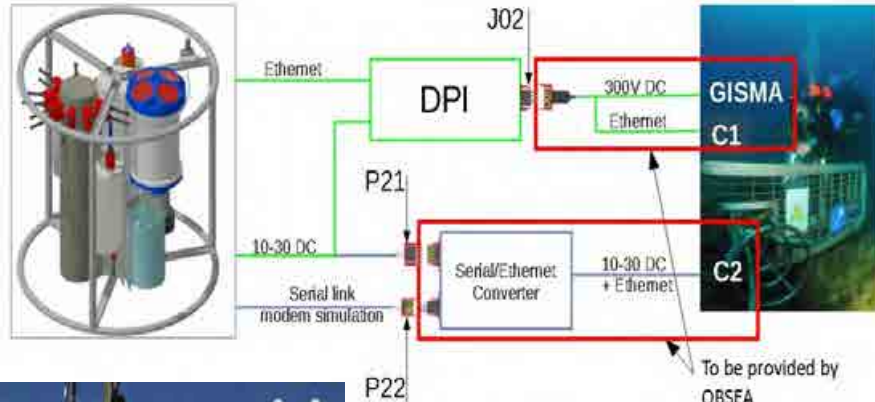 J02
Ethernet
DPI
300V DC
GISMA
Ethernet
C1
P21
10-30 DC
Serial/Ethernet
Converter
10-30 DC
+ Ethernet
C2
Serial link
modem simulation
P22
To be provided by
OBSEA